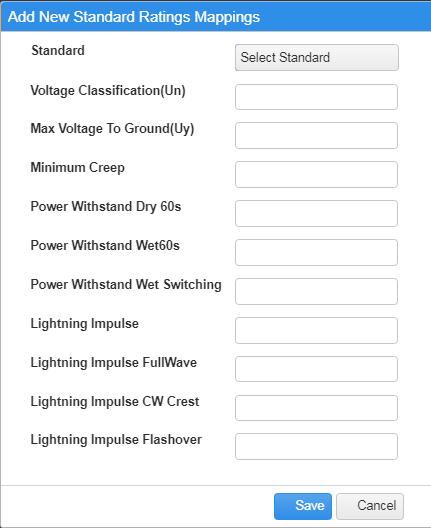 Add New Standard Ratings Mappings
Standard
Select Standard
Voltage Classification(Un)
Max Voltage To Ground(Uy)
Minimum Creep
Power Withstand Dry 60s
Power Withstand Wet60s
Power Withstand Wet Switching
Lightning Impulse
Lightning Impulse FullWave
Lightning Impulse CW Crest
Lightning Impulse Flashover
Save
Cancel